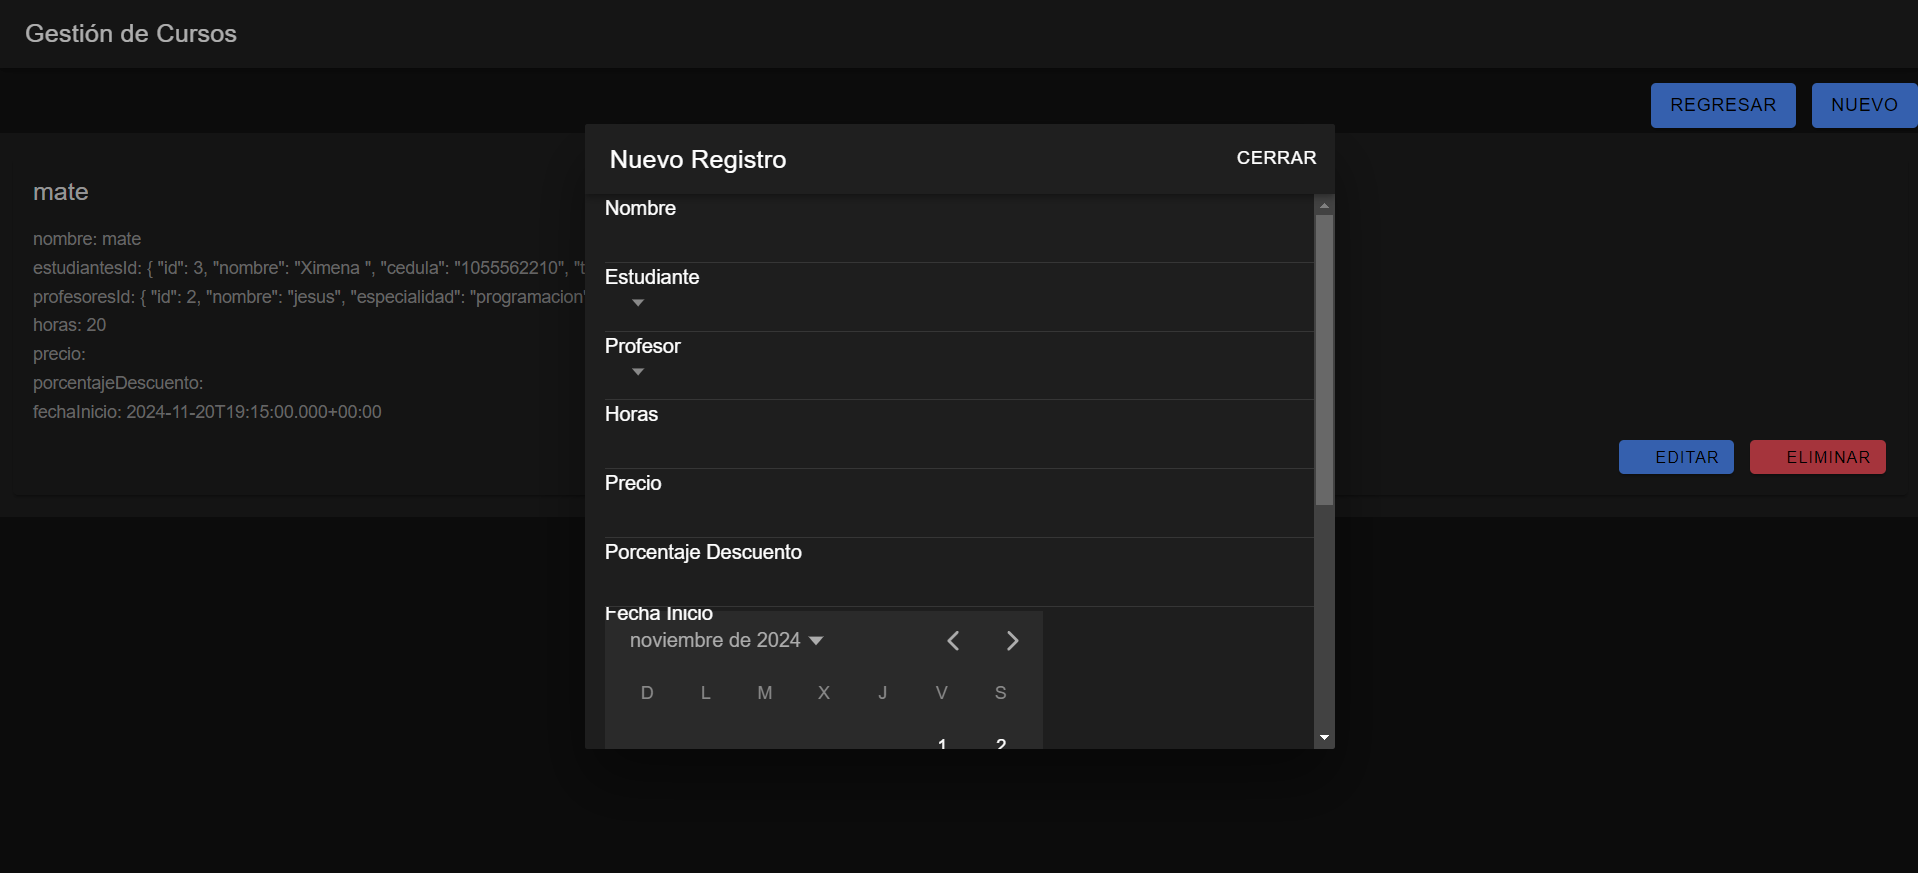 Gestión de Cursos
REGRESAR
NUEVO
Nuevo Registro
CERRAR
mate
nombre: mate
estudiantesId: { "id": 3, "nombre": "Ximena ", "cedula": "1055562210",
profesoresId: { "id": 2, "nombre": "jesus", "especialidad": "programacion"
horas: 20
precio:
porcentajeDescuento:
fechaInicio: 2024-11-20T19:15:00.000+00:00
EDITAR
ELIMINAR
Nombre
Estudiante
Profesor
Horas
Precio
Porcentaje Descuento
Fecha Inicio
noviembre de 2024
D L M X J V S
1 2